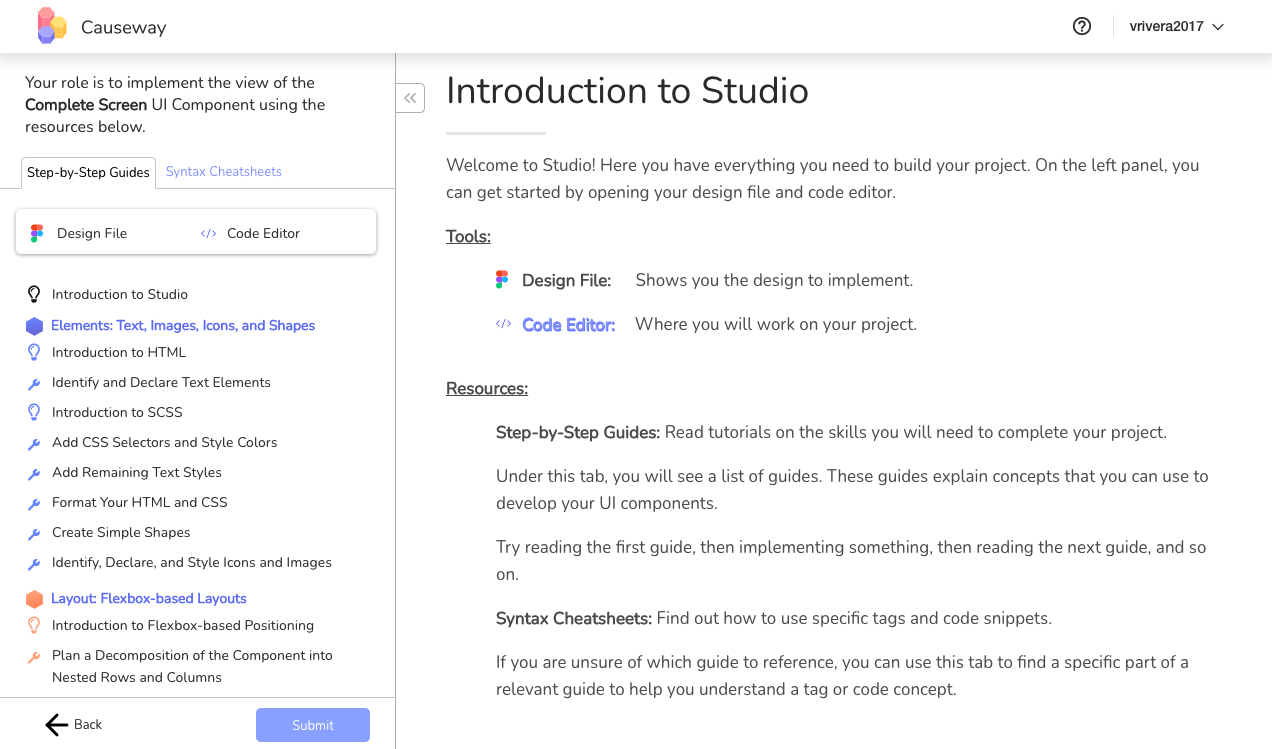 Causeway
vrivera2017
Your role is to implement the view of the
Complete Screen UI Component using the
resources below.
Step-by-Step Guides
Syntax Cheatsheets
Design File
Code Editor
Introduction to Studio
Elements: Text, Images, Icons, and Shapes
Introduction to HTML
Identify and Declare Text Elements
Introduction to SCSS
Add CSS Selectors and Style Colors
Add Remaining Text Styles
Format Your HTML and CSS
Create Simple Shapes
Identify, Declare, and Style Icons and Images
Layout: Flexbox-based Layouts
Introduction to Flexbox-based Positioning
Plan a Decomposition of the Component into
Nested Rows and Columns
Back
Submit
Introduction to Studio
Welcome to Studio! Here you have everything you need to build your project. On the left panel, you
can get started by opening your design file and code editor.
Tools:
Design File: Shows you the design to implement.
Code Editor: Where you will work on your project.
Resources:
Step-by-Step Guides: Read tutorials on the skills you will need to complete your project.
Under this tab, you will see a list of guides. These guides explain concepts that you can use to
develop your UI components.
Try reading the first guide, then implementing something, then reading the next guide, and so
on.
Syntax Cheatsheets: Find out how to use specific tags and code snippets.
If you are unsure of which guide to reference, you can use this tab to find a specific part of a
relevant guide to help you understand a tag or code concept.